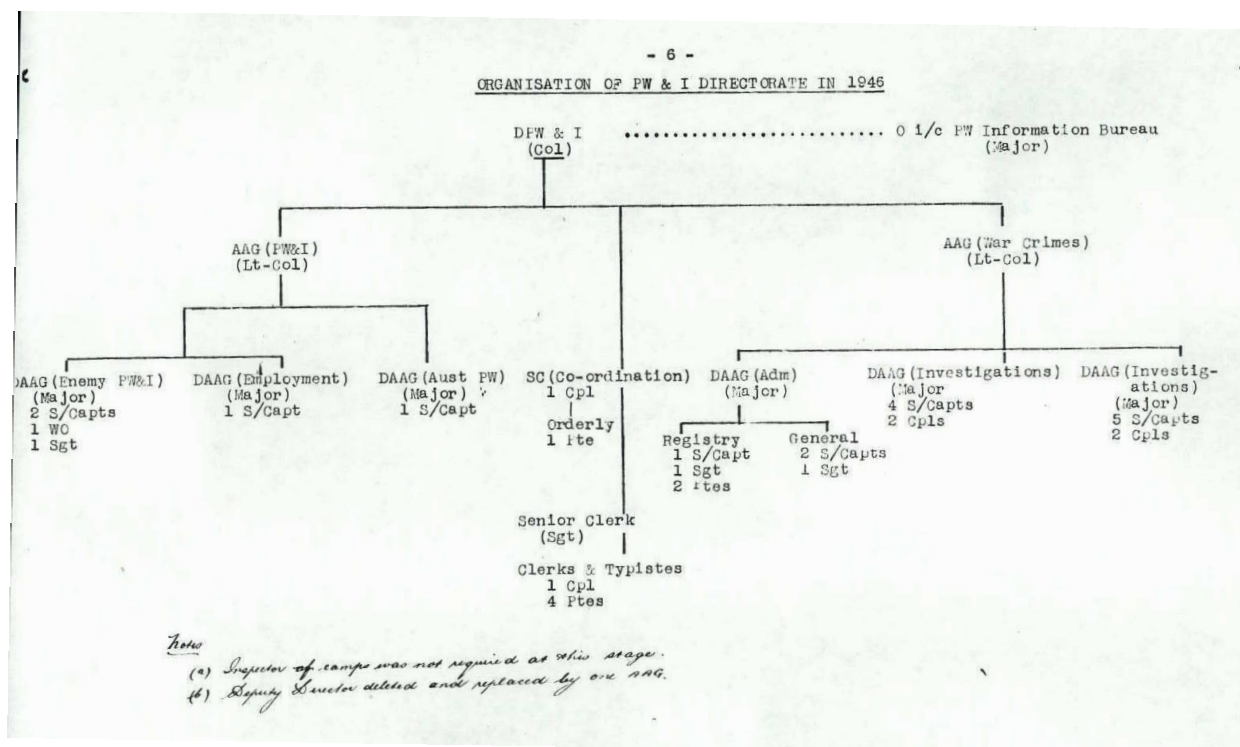 - 6 -
ORGANISATION OF PW & I DIRECTORATE IN 1946
DPW & I ........................... O i/c PW Information Bureau
(Col)
(Major)
AAG (PW&I)
(Lt-Col)
AAG (War Crimes)
(Lt-Col)
DAAG (Enemy PW&I)
(Major)
2 S/Capts
1 WO
1 Sgt
DAAG (Employment)
(Major)
1 S/Capt
DAAG (Aust PW)
(Major)
1 S/Capt
SC (Co-ordination)
1 Cpl
Orderly
1 Pte
Senior Clerk
(Sgt)
Clerks & Typistes
1 Cpl
4 Ptes
DAAG (Adm)
(Major)
Registry
1 S/Capt
1 Sgt
2 Ptes
General
2 S/Capts
1 Sgt
DAAG (Investigations)
(Major
4 S/Capts
2 Cpls
DAAG (Investig-
ations)
(Major)
5 S/Capts
2 Cpls
Notes
(a) Inspector of camps was not required at this stage.
(b) Deputy Director deleted and replaced by one AAG.